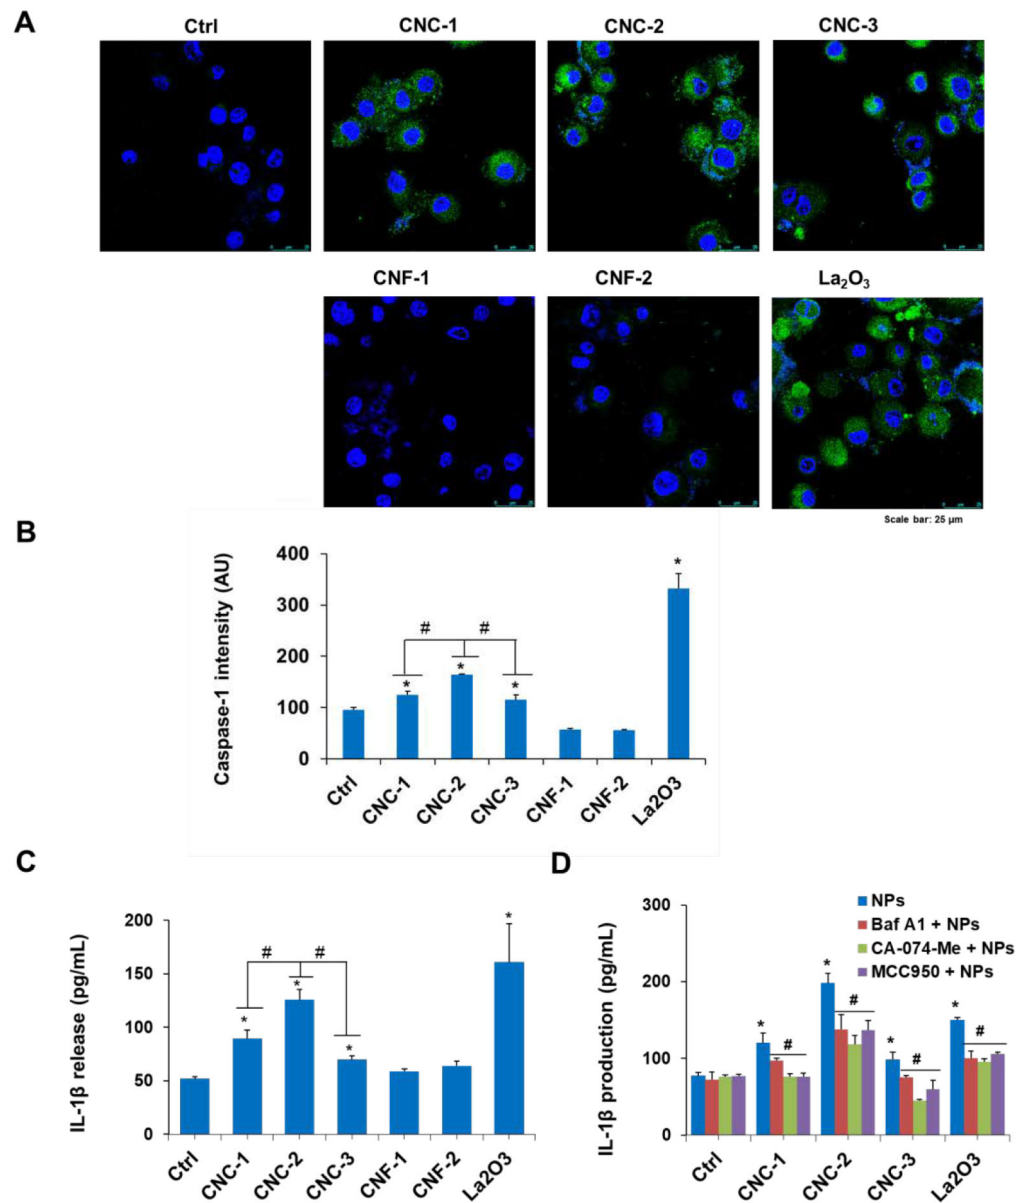 A
Ctrl
CNC-1
CNC-2
CNC-3
CNF-1
CNF-2
La₂O₃
Scale bar: 25 μm
B
Caspase-1 intensity (AU)
400
300
200
100
0
# #
*
*
*
*
Ctrl
CNC-1
CNC-2
CNC-3
CNF-1
CNF-2
La2O3
C
IL-1β release (pg/mL)
200
150
100
50
0
# #
*
*
*
*
Ctrl
CNC-1
CNC-2
CNC-3
CNF-1
CNF-2
La2O3
D
IL-1β production (pg/mL)
300
200
100
0
NPs
Baf A1 + NPs
CA-074-Me + NPs
MCC950 + NPs
* #
* #
* #
* #
Ctrl
CNC-1
CNC-2
CNC-3
La2O3